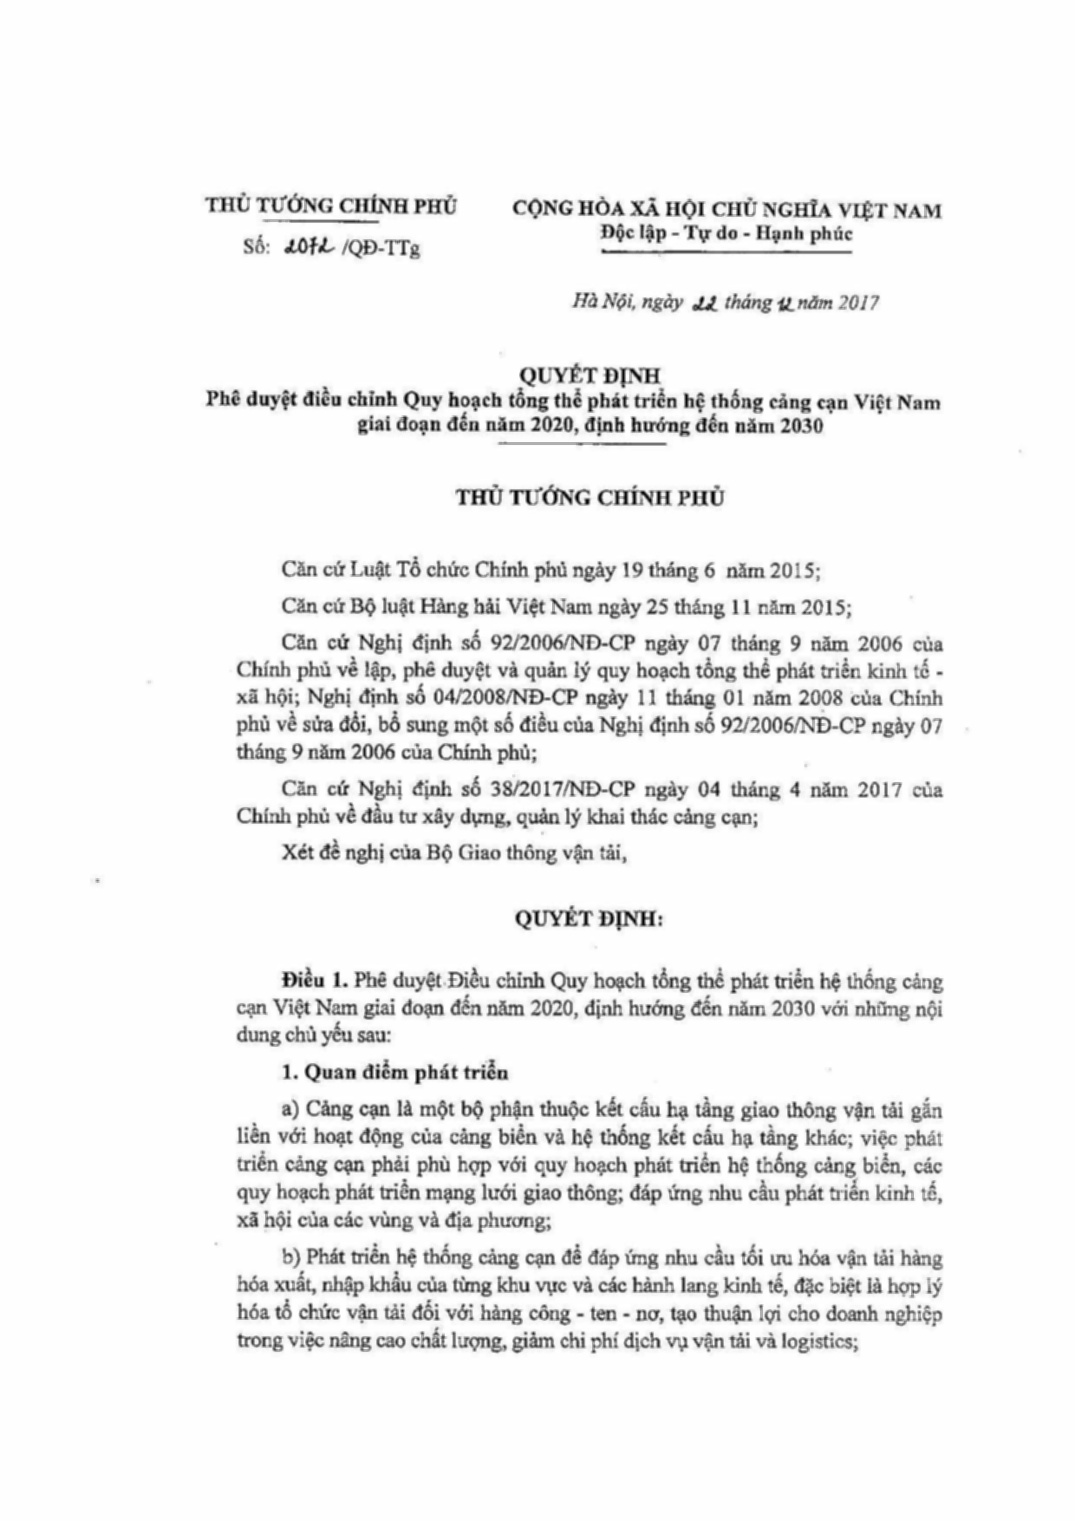 THỦ TƯỚNG CHÍNH PHỦ
Số: 2072 /QĐ-TTg
CỘNG HÒA XÃ HỘI CHỦ NGHĨA VIỆT NAM
Độc lập - Tự do - Hạnh phúc
Hà Nội, ngày 22 tháng 12 năm 2017
QUYẾT ĐỊNH
Phê duyệt điều chỉnh Quy hoạch tổng thể phát triển hệ thống cảng cạn Việt Nam
giai đoạn đến năm 2020, định hướng đến năm 2030
THỦ TƯỚNG CHÍNH PHỦ
Căn cứ Luật Tổ chức Chính phủ ngày 19 tháng 6 năm 2015;
Căn cứ Bộ luật Hàng hải Việt Nam ngày 25 tháng 11 năm 2015;
Căn cứ Nghị định số 92/2006/NĐ-CP ngày 07 tháng 9 năm 2006 của
Chính phủ về lập, phê duyệt và quản lý quy hoạch tổng thể phát triển kinh tế -
xã hội; Nghị định số 04/2008/NĐ-CP ngày 11 tháng 01 năm 2008 của Chính
phủ về sửa đổi, bổ sung một số điều của Nghị định số 92/2006/NĐ-CP ngày 07
tháng 9 năm 2006 của Chính phủ;
Căn cứ Nghị định số 38/2017/NĐ-CP ngày 04 tháng 4 năm 2017 của
Chính phủ về đầu tư xây dựng, quản lý khai thác cảng cạn;
Xét đề nghị của Bộ Giao thông vận tải,
QUYẾT ĐỊNH:
Điều 1. Phê duyệt Điều chỉnh Quy hoạch tổng thể phát triển hệ thống cảng
cạn Việt Nam giai đoạn đến năm 2020, định hướng đến năm 2030 với những nội
dung chủ yếu sau:
1. Quan điểm phát triển
a) Cảng cạn là một bộ phận thuộc kết cấu hạ tầng giao thông vận tải gắn
liền với hoạt động của cảng biển và hệ thống kết cấu hạ tầng khác; việc phát
triển cảng cạn phải phù hợp với quy hoạch phát triển hệ thống cảng biển, các
quy hoạch phát triển mạng lưới giao thông; đáp ứng nhu cầu phát triển kinh tế,
xã hội của các vùng và địa phương;
b) Phát triển hệ thống cảng cạn để đáp ứng nhu cầu tối ưu hóa vận tải hàng
hóa xuất, nhập khẩu của từng khu vực và các hành lang kinh tế, đặc biệt là hợp lý
hóa tổ chức vận tải đối với hàng công - ten - nơ, tạo thuận lợi cho doanh nghiệp
trong việc nâng cao chất lượng, giảm chi phí dịch vụ vận tải và logistics;